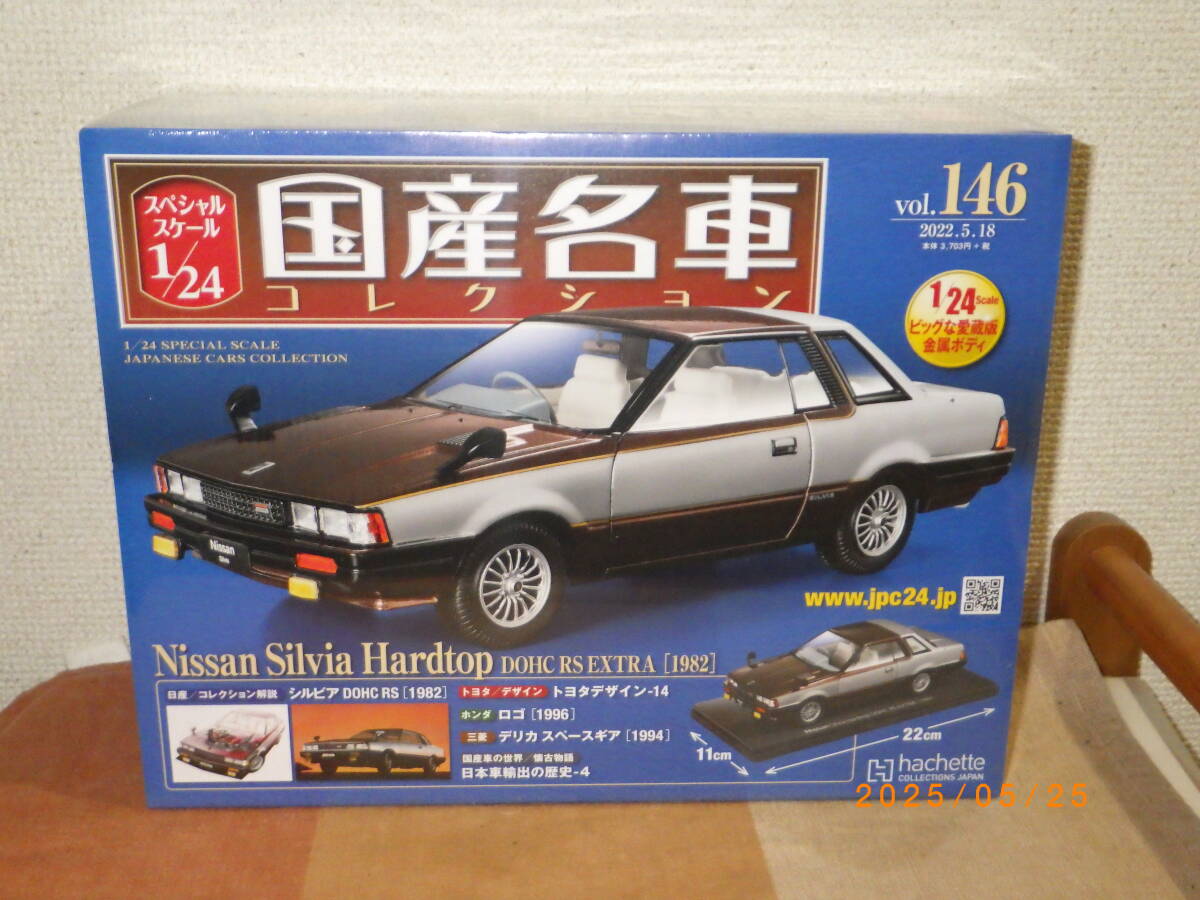 スペシャル
スケール
1/24
国産名車
コレクション
1/24 SPECIAL SCALE
JAPANESE CARS COLLECTION
vol.146
2022.5.18
本体 3,703円+税
1/24 Scale
ビッグな愛蔵版
金属ボディ
Nissan
SILVIA
www.jpc24.jp
Nissan Silvia Hardtop DOHC RS EXTRA [1982]
日産/コレクション解説 シルビア DOHC RS [1982]
トヨタ/デザイン トヨタデザイン-14
ホンダ ロゴ [1996]
三菱 デリカ スペースギア [1994]
国産車の世界/懐古物語
日本車輸出の歴史-4
11cm
22cm
hachette
COLLECTIONS JAPAN
2025/05/25